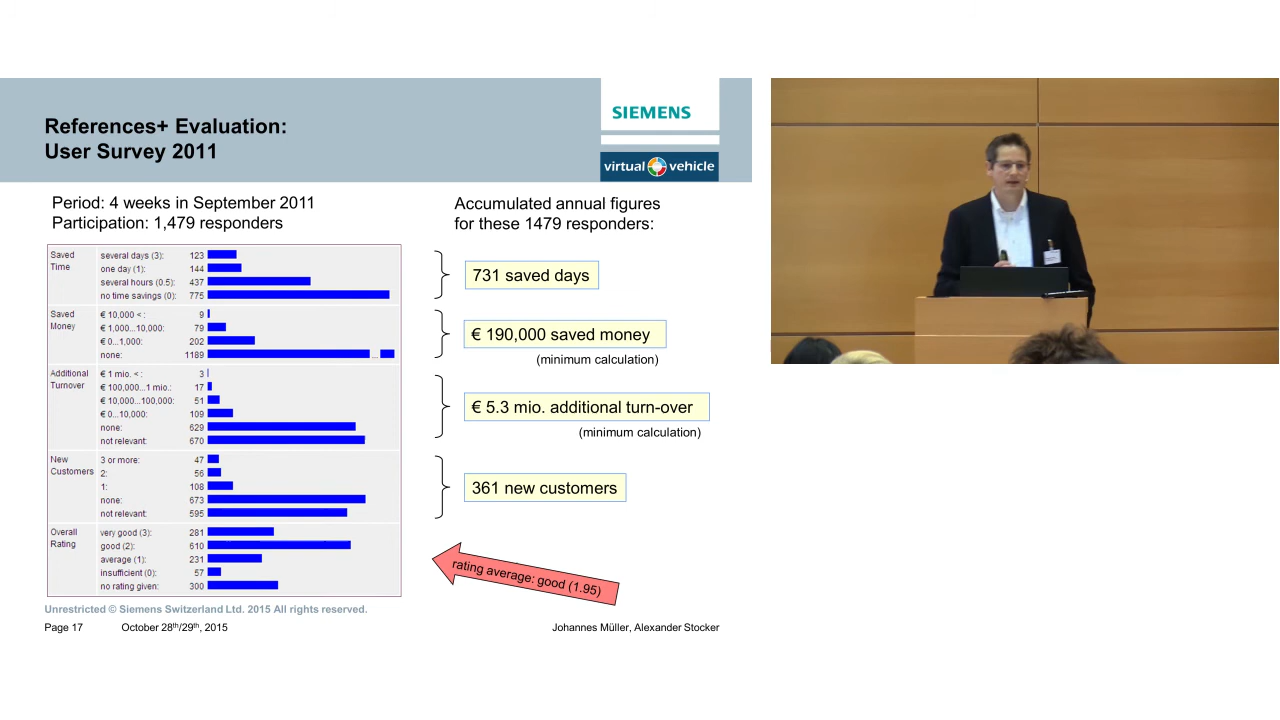 References+ Evaluation:
User Survey 2011
SIEMENS
virtual vehicle
Period: 4 weeks in September 2011
Participation: 1,479 responders
Accumulated annual figures
for these 1479 responders:
Saved Time
several days (3): 123
one day (1): 144
several hours (0.5): 437
no time savings (0): 775
731 saved days
Saved Money
€ 10,000 < : 9
€ 1,000...10,000: 79
€ 0...1,000: 202
none: 1189 ...
€ 190,000 saved money
(minimum calculation)
Additional Turnover
€ 1 mio. < : 3
€ 100,000...1 mio.: 17
€ 10,000...100,000: 51
€ 0...10,000: 109
none: 629
not relevant: 670
€ 5.3 mio. additional turn-over
(minimum calculation)
New Customers
3 or more: 47
2: 56
1: 108
none: 673
not relevant: 595
361 new customers
Overall Rating
very good (3): 281
good (2): 610
average (1): 231
insufficient (0): 57
no rating given: 300
rating average: good (1.95)
Unrestricted © Siemens Switzerland Ltd. 2015 All rights reserved.
Page 17 October 28th/29th, 2015 Johannes Müller, Alexander Stocker